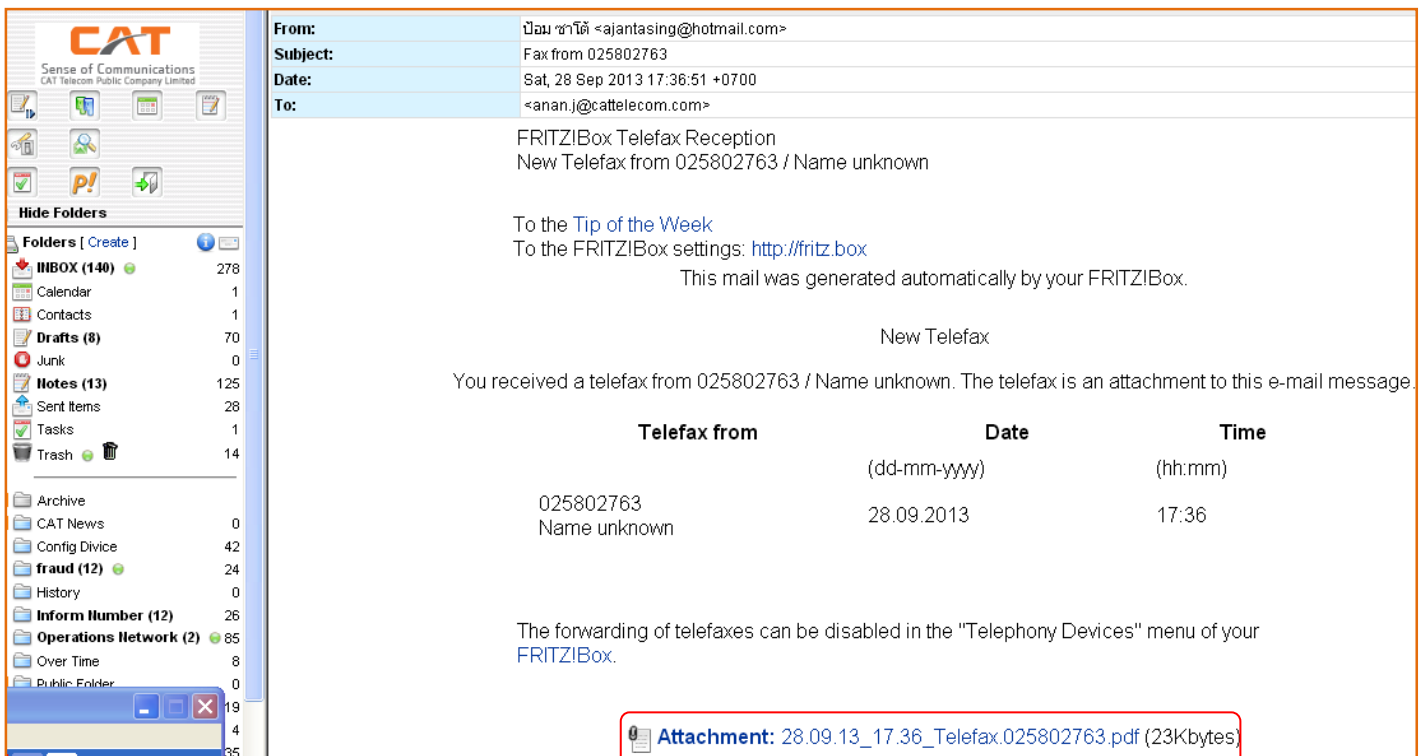 CAT
Sense of Communications
CAT Telecom Public Company Limited
P!
Hide Folders
Folders [ Create ]
INBOX (140) 278
Calendar 1
Contacts 1
Drafts (8) 70
Junk 0
Notes (13) 125
Sent Items 28
Tasks 1
Trash 14
Archive
CAT News 0
Config Divice 42
fraud (12) 24
History 0
Inform Number (12) 26
Operations Network (2) 85
Over Time 8
Public Folder 0
19
4
35
From: ป้อม ซาโต้ <ajantasing@hotmail.com>
Subject: Fax from 025802763
Date: Sat, 28 Sep 2013 17:36:51 +0700
To: <anan.j@cattelecom.com>
FRITZ!Box Telefax Reception
New Telefax from 025802763 / Name unknown
To the Tip of the Week
To the FRITZ!Box settings: http://fritz.box
This mail was generated automatically by your FRITZ!Box.
New Telefax
You received a telefax from 025802763 / Name unknown. The telefax is an attachment to this e-mail message.
Telefax from Date Time
(dd-mm-yyyy) (hh:mm)
025802763
Name unknown 28.09.2013 17:36
The forwarding of telefaxes can be disabled in the "Telephony Devices" menu of your
FRITZ!Box.
Attachment: 28.09.13_17.36_Telefax.025802763.pdf (23Kbytes)